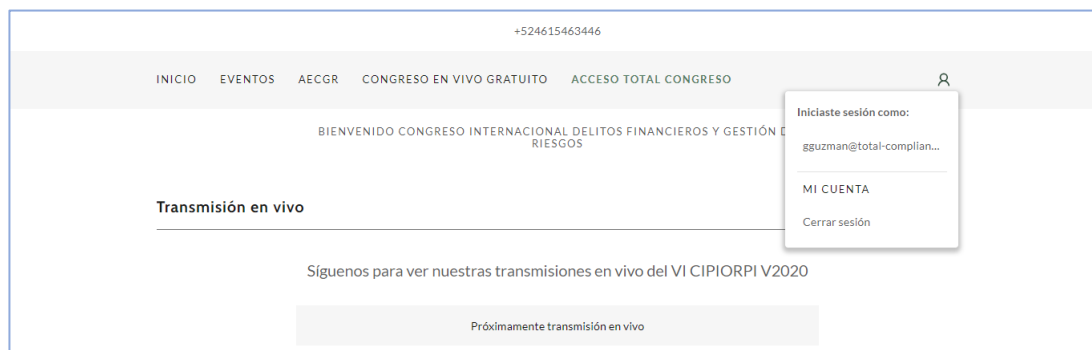 +524615463446
INICIO EVENTOS AECGR CONGRESO EN VIVO GRATUITO ACCESO TOTAL CONGRESO
Iniciaste sesión como:
gguzman@total-complian...
MI CUENTA
Cerrar sesión
BIENVENIDO CONGRESO INTERNACIONAL DELITOS FINANCIEROS Y GESTIÓN
RIESGOS
Transmisión en vivo
Síguenos para ver nuestras transmisiones en vivo del VI CIPIORPI V2020
Próximamente transmisión en vivo